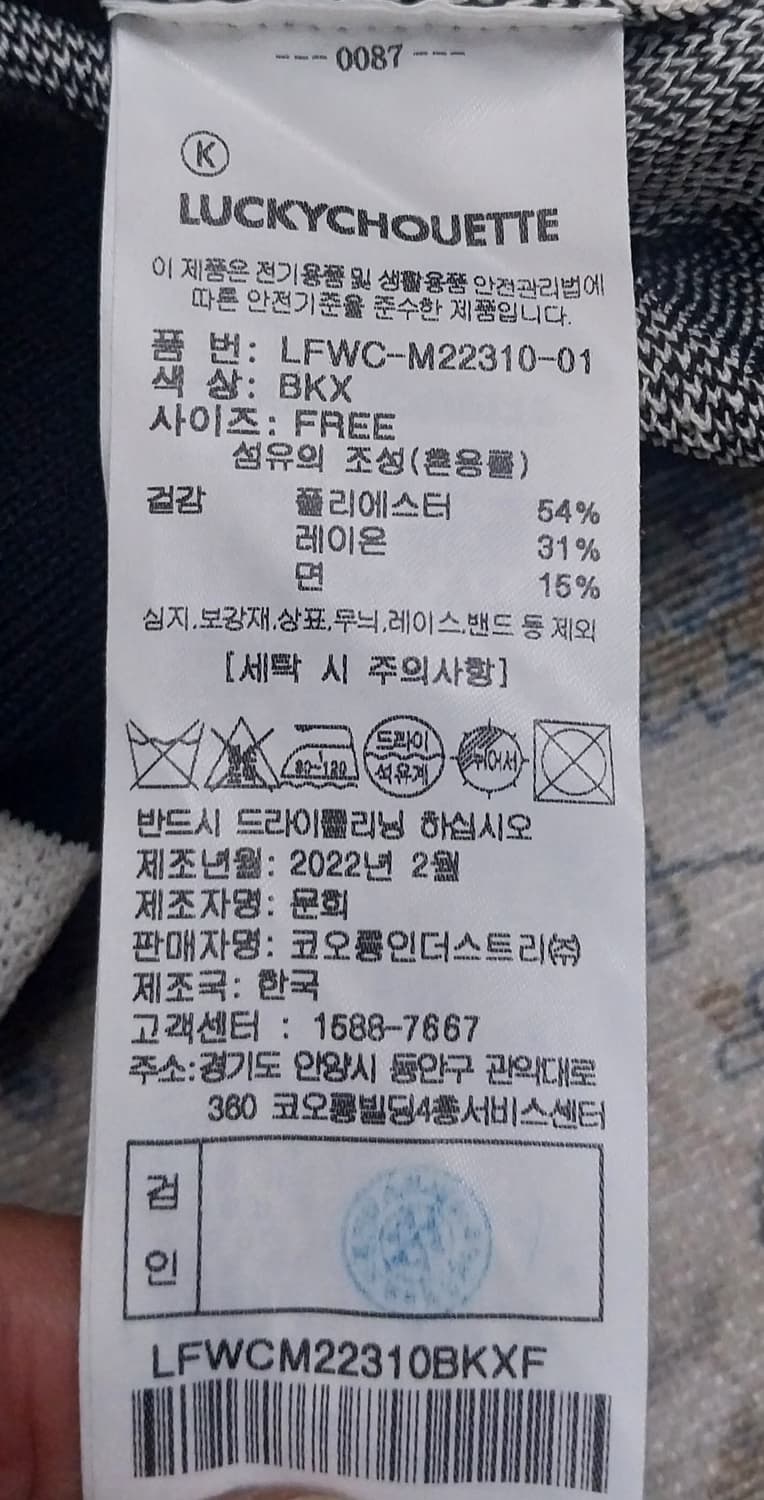 --- 0087 ---
K
LUCKYCHOUETTE
이 제품은 전기용품 및 생활용품 안전관리법에
따른 안전기준을 준수한 제품입니다.
품 번: LFWC-M22310-01
색 상: BKX
사이즈: FREE
섬유의 조성(혼용률)
겉감 폴리에스터 54%
레이온 31%
면 15%
심지,보강재,상표,무늬,레이스,밴드 등 제외
[세탁 시 주의사항]
80~120 드라이 석유계 뉘어서
반드시 드라이클리닝 하십시오
제조년월: 2022년 2월
제조자명: 문희
판매자명: 코오롱인더스트리(주)
제조국: 한국
고객센터 : 1588-7667
주소:경기도 안양시 동안구 관악대로
360 코오롱빌딩4층서비스센터
검
인
LFWCM22310BKXF